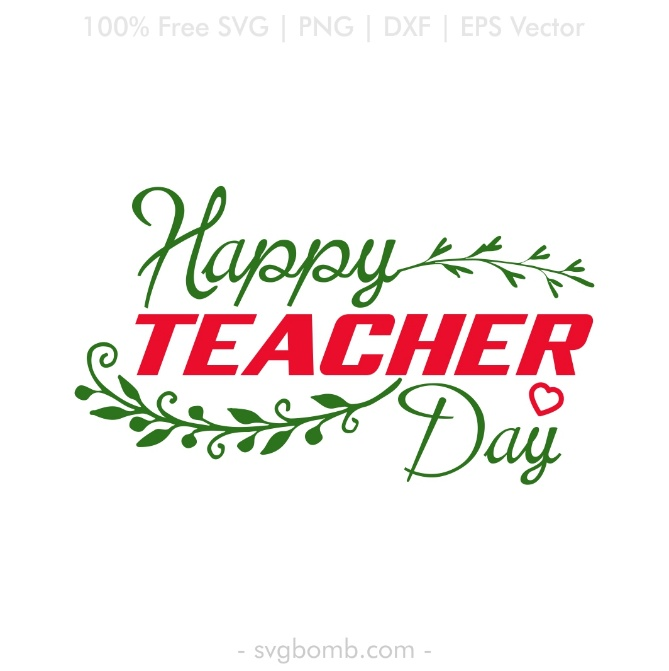 100% Free SVG | PNG | DXF | EPS Vector
Happy
TEACHER
Day
- svgbomb.com -